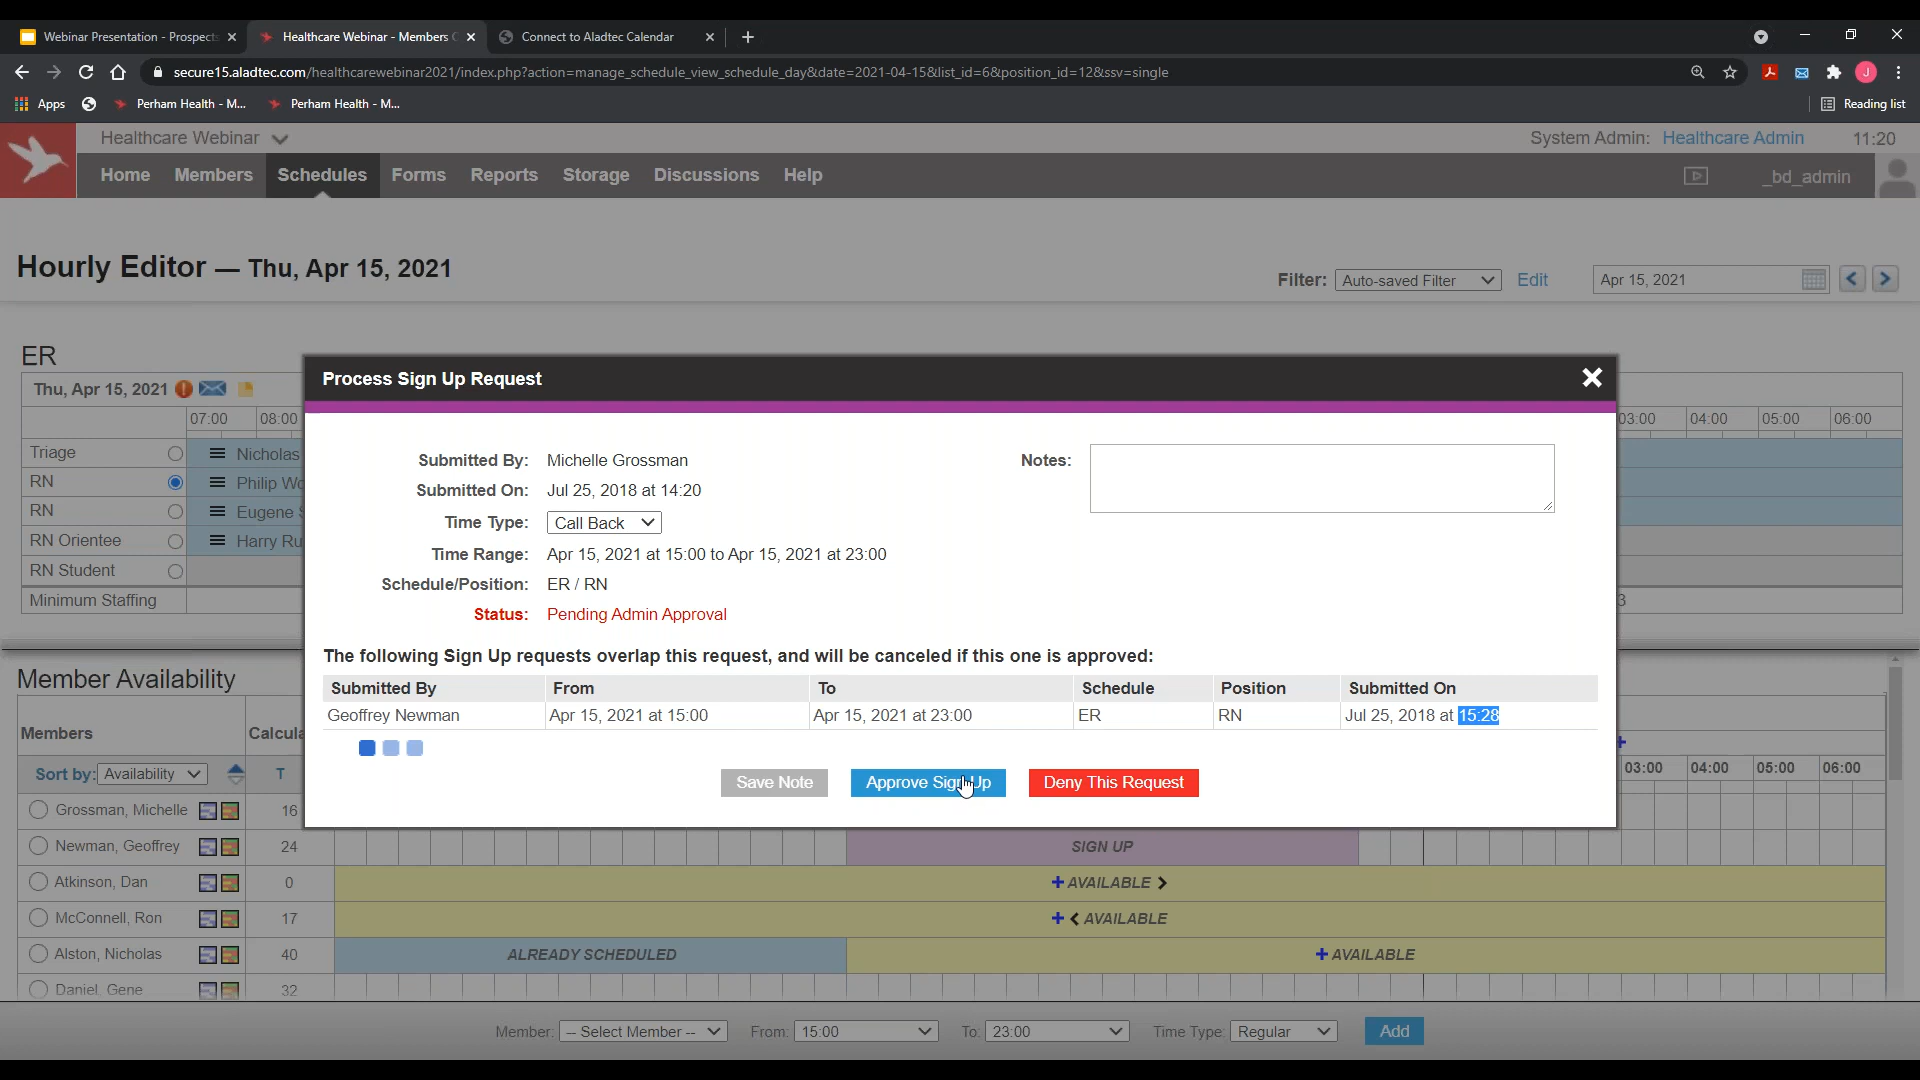 Webinar Presentation - Prospects
Healthcare Webinar - Members O
Connect to Aladtec Calendar
secure15.aladtec.com/healthcarewebinar2021/index.php?action=manage_schedule_view_schedule_day&date=2021-04-15&list_id=6&position_id=12&ssv=single
J
Apps
Perham Health - M...
Perham Health - M...
Reading list
Healthcare Webinar
System Admin: Healthcare Admin 11:20
Home Members Schedules Forms Reports Storage Discussions Help
_bd_admin
Hourly Editor — Thu, Apr 15, 2021
Filter: Auto-saved Filter Edit Apr 15, 2021
ER
Thu, Apr 15, 2021
07:00 08:00 03:00 04:00 05:00 06:00
Triage Nicholas
RN Philip Wo
RN Eugene
RN Orientee Harry Ru
RN Student
Minimum Staffing 3
Process Sign Up Request
Submitted By: Michelle Grossman
Notes:
Submitted On: Jul 25, 2018 at 14:20
Time Type: Call Back
Time Range: Apr 15, 2021 at 15:00 to Apr 15, 2021 at 23:00
Schedule/Position: ER / RN
Status: Pending Admin Approval
The following Sign Up requests overlap this request, and will be canceled if this one is approved:
Submitted By From To Schedule Position Submitted On
Geoffrey Newman Apr 15, 2021 at 15:00 Apr 15, 2021 at 23:00 ER RN Jul 25, 2018 at 15:28
Save Note Approve Sign Up Deny This Request
Member Availability
Members Calcula
Sort by: Availability T 03:00 04:00 05:00 06:00
Grossman, Michelle 16
Newman, Geoffrey 24 SIGN UP
Atkinson, Dan 0 + AVAILABLE >
McConnell, Ron 17 + < AVAILABLE
Alston, Nicholas 40 ALREADY SCHEDULED + AVAILABLE
Daniel, Gene 32
Member: -- Select Member -- From: 15:00 To: 23:00 Time Type: Regular Add